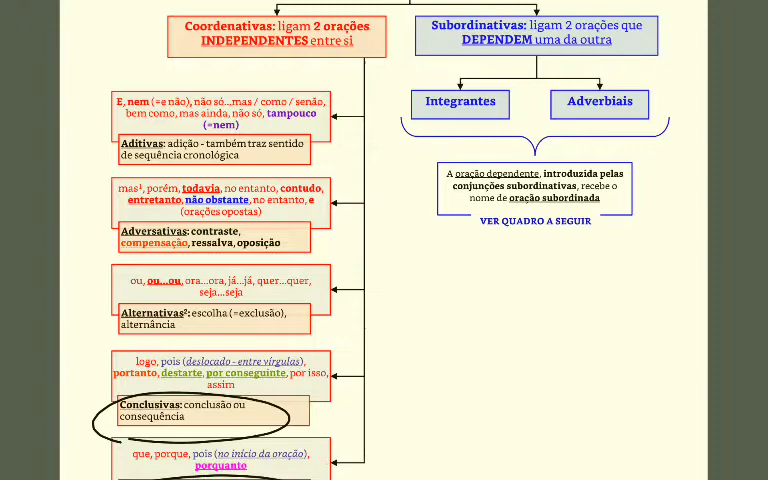 Coordenativas: ligam 2 orações
INDEPENDENTES entre si
Subordinativas: ligam 2 orações que
DEPENDEM uma da outra
Integrantes
Adverbiais
A oração dependente, introduzida pelas
conjunções subordinativas, recebe o
nome de oração subordinada
VER QUADRO A SEGUIR
E, nem (=e não), não só...mas / como / senão,
bem como, mas ainda, não só, tampouco
(=nem)
Aditivas: adição - também traz sentido
de sequência cronológica
mas¹, porém, todavia, no entanto, contudo,
entretanto, não obstante, no entanto, e
(orações opostas)
Adversativas: contraste,
compensação, ressalva, oposição
ou, ou...ou, ora...ora, já...já, quer...quer,
seja...seja
Alternativas²: escolha (=exclusão),
alternância
logo, pois (deslocado - entre vírgulas),
portanto, destarte, por conseguinte, por isso,
assim
Conclusivas: conclusão ou
consequência
que, porque, pois (no início da oração),
porquanto